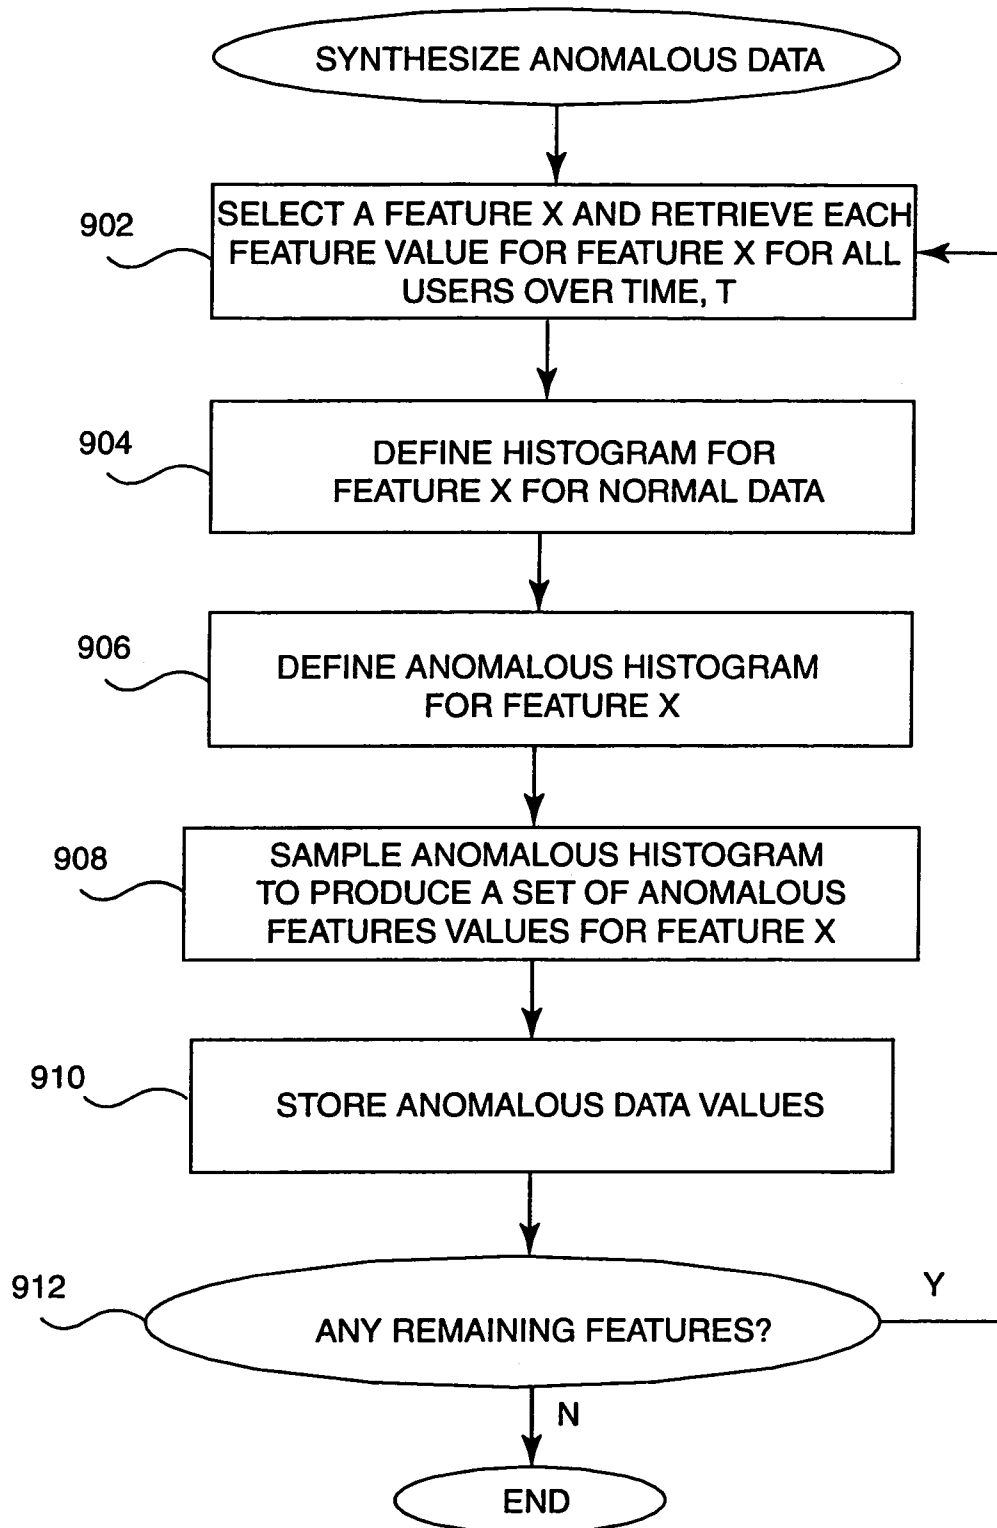 SYNTHESIZE ANOMALOUS DATA
902
SELECT A FEATURE X AND RETRIEVE EACH
FEATURE VALUE FOR FEATURE X FOR ALL
USERS OVER TIME, T
904
DEFINE HISTOGRAM FOR
FEATURE X FOR NORMAL DATA
906
DEFINE ANOMALOUS HISTOGRAM
FOR FEATURE X
908
SAMPLE ANOMALOUS HISTOGRAM
TO PRODUCE A SET OF ANOMALOUS
FEATURES VALUES FOR FEATURE X
910
STORE ANOMALOUS DATA VALUES
912
ANY REMAINING FEATURES?
Y
N
END